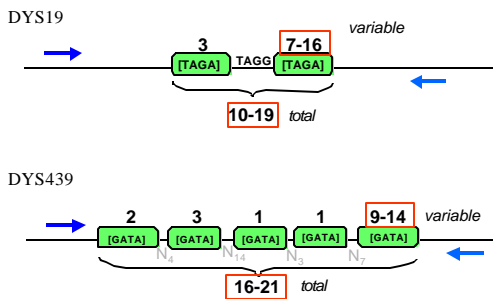 DYS19
variable
3 7-16
[TAGA] TAGG [TAGA]
10-19 total
DYS439
2 3 1 1 9-14 variable
[GATA] [GATA] [GATA] [GATA] [GATA]
N4 N14 N3 N7
16-21 total